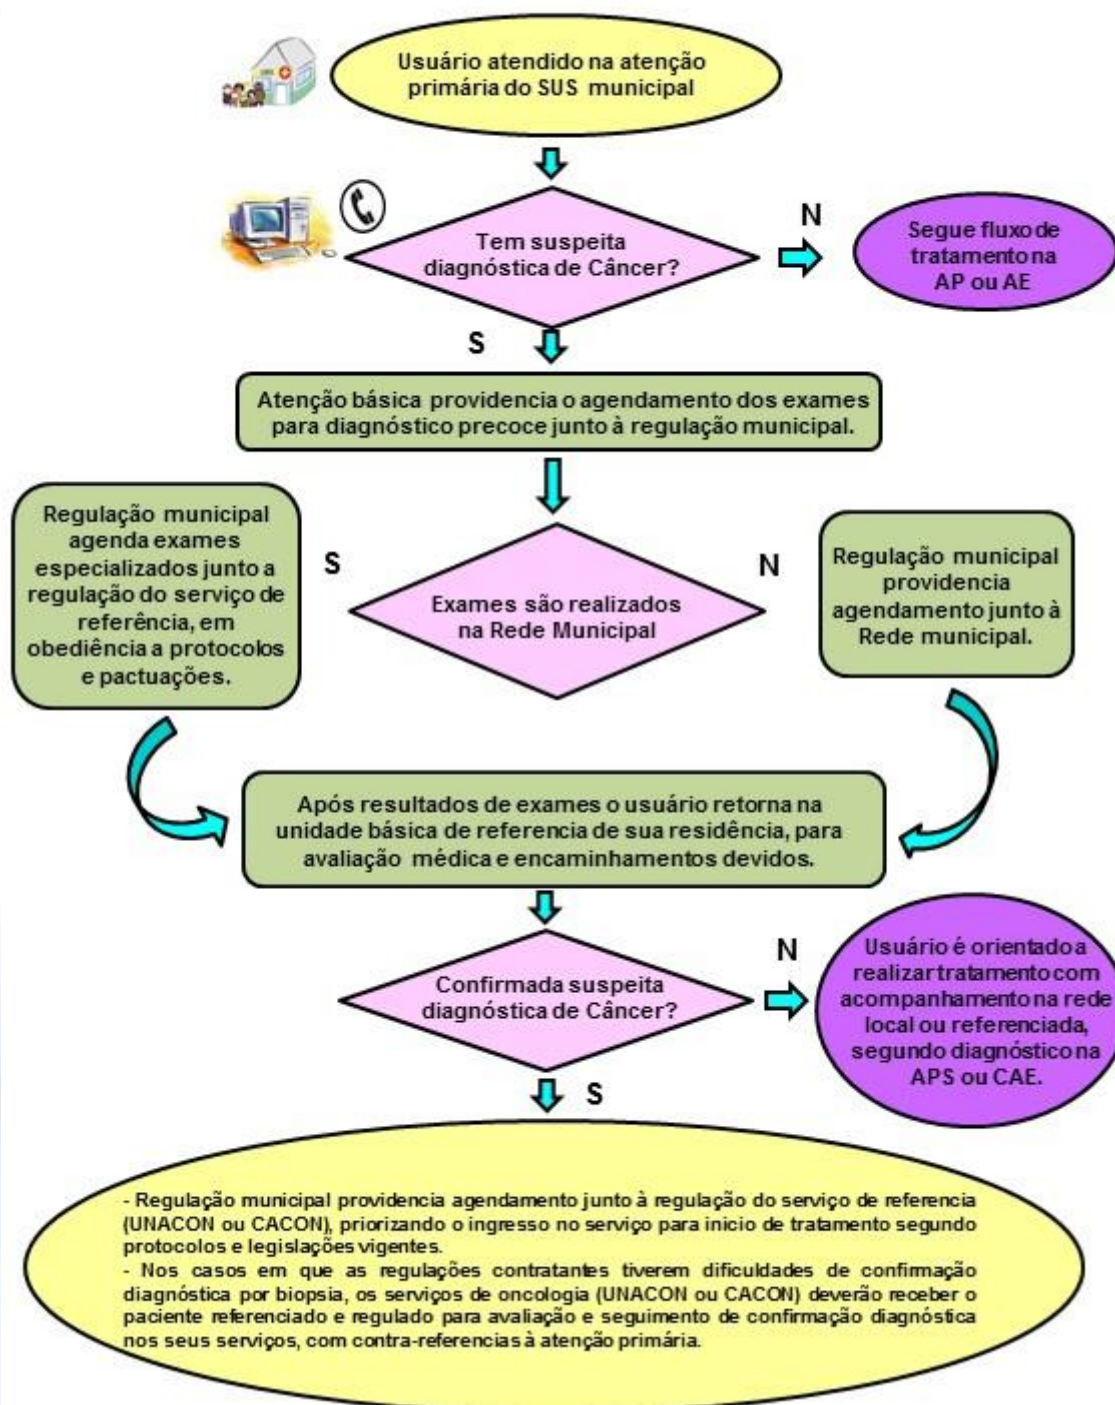 Usuário atendido na atenção
primária do SUS municipal
Tem suspeita
diagnóstica de Câncer?
N
Segue fluxo de
tratamento na
AP ou AE
S
Atenção básica providencia o agendamento dos exames
para diagnóstico precoce junto à regulação municipal.
Regulação municipal
agenda exames
especializados junto a
regulação do serviço de
referência, em
obediência a protocolos
e pactuações.
S
Exames são realizados
na Rede Municipal
N
Regulação municipal
providencia
agendamento junto à
Rede municipal.
Após resultados de exames o usuário retorna na
unidade básica de referencia de sua residência, para
avaliação médica e encaminhamentos devidos.
Confirmada suspeita
diagnóstica de Câncer?
N
Usuário é orientado a
realizar tratamento com
acompanhamento na rede
local ou referenciada,
segundo diagnóstico na
APS ou CAE.
S
- Regulação municipal providencia agendamento junto à regulação do serviço de referencia
(UNACON ou CACON), priorizando o ingresso no serviço para inicio de tratamento segundo
protocolos e legislações vigentes.
- Nos casos em que as regulações contratantes tiverem dificuldades de confirmação
diagnóstica por biopsia, os serviços de oncologia (UNACON ou CACON) deverão receber o
paciente referenciado e regulado para avaliação e seguimento de confirmação diagnóstica
nos seus serviços, com contra-referencias à atenção primária.